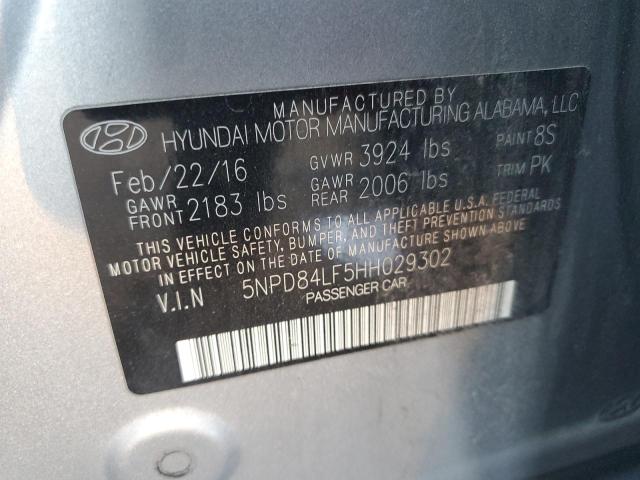 MANUFACTURED BY
HYUNDAI MOTOR MANUFACTURING ALABAMA, LLC
Feb/22/16 GVWR 3924 lbs PAINT 8S
GAWR FRONT 2183 lbs GAWR REAR 2006 lbs TRIM PK
THIS VEHICLE CONFORMS TO ALL APPLICABLE U.S. FEDERAL
MOTOR VEHICLE SAFETY, BUMPER, AND THEFT PREVENTION STANDARDS
IN EFFECT ON THE DATE OF MANUFACTURE SHOWN ABOVE.
V.I.N 5NPD84LF5HH029302
PASSENGER CAR